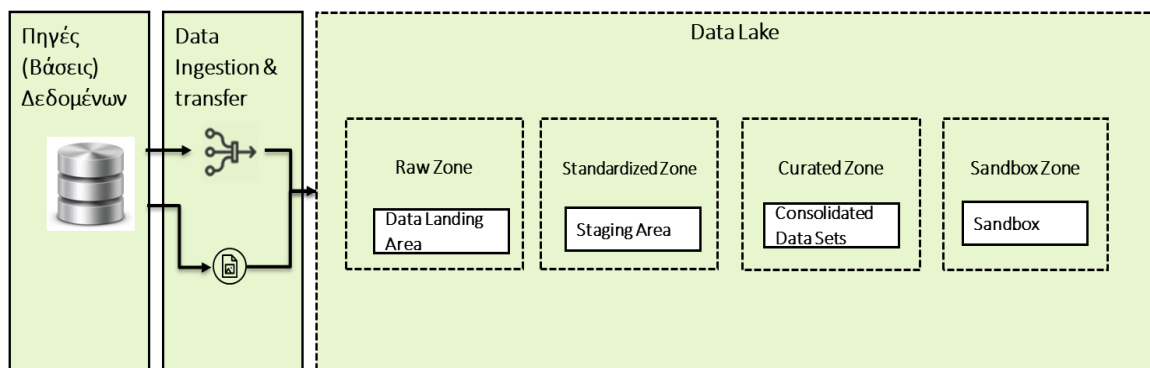 Πηγές
(Βάσεις)
Δεδομένων
Data
Ingestion &
transfer
Data Lake
Raw Zone
Data Landing
Area
Standardized Zone
Staging Area
Curated Zone
Consolidated
Data Sets
Sandbox Zone
Sandbox